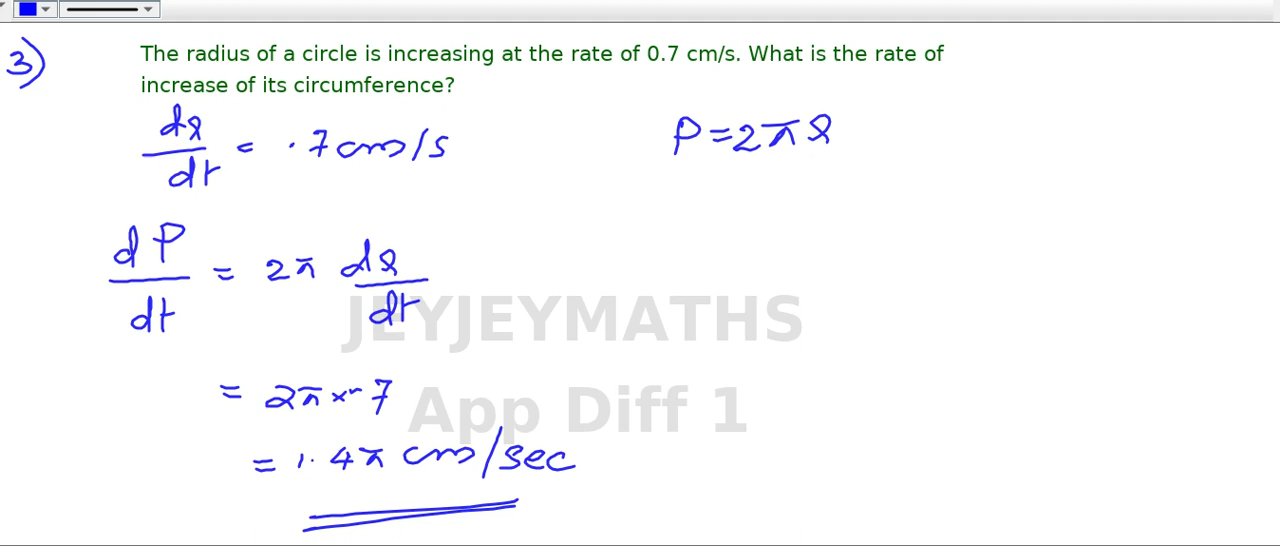 3)
The radius of a circle is increasing at the rate of 0.7 cm/s. What is the rate of
increase of its circumference?
dr/dt = .7 cm/s
P = 2πr
dP/dt = 2π dr/dt
JEYJEYMATHS
= 2π × .7
App Diff 1
= 1.4π cm/sec